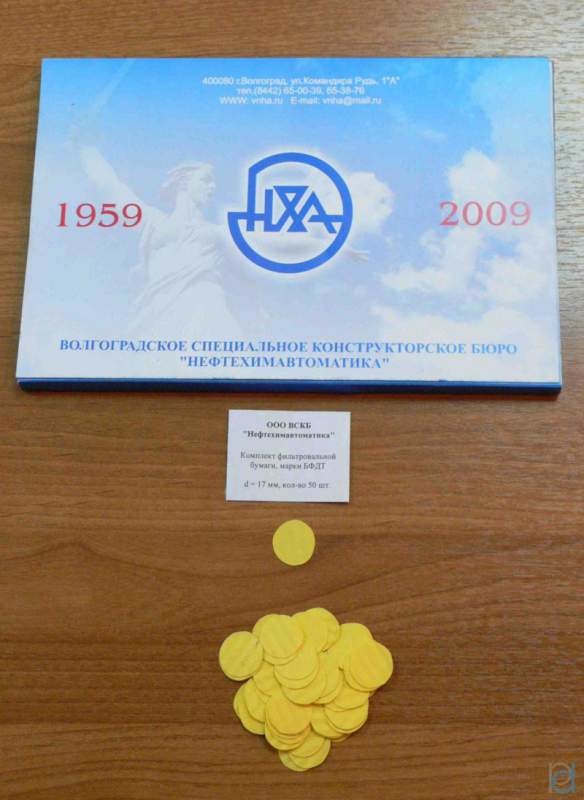 400080 г.Волгоград, ул.Командира Рудь, 1"А"
тел.(8442) 65-00-39, 65-38-76
WWW: vnha.ru E-mail: vnha@mail.ru
НХА
1959
2009
ВОЛГОГРАДСКОЕ СПЕЦИАЛЬНОЕ КОНСТРУКТОРСКОЕ БЮРО
"НЕФТЕХИМАВТОМАТИКА"
ООО ВСКБ
"Нефтехимавтоматика"
Комплект фильтровальной
бумаги, марки БФДТ
d = 17 мм, кол-во 50 шт.